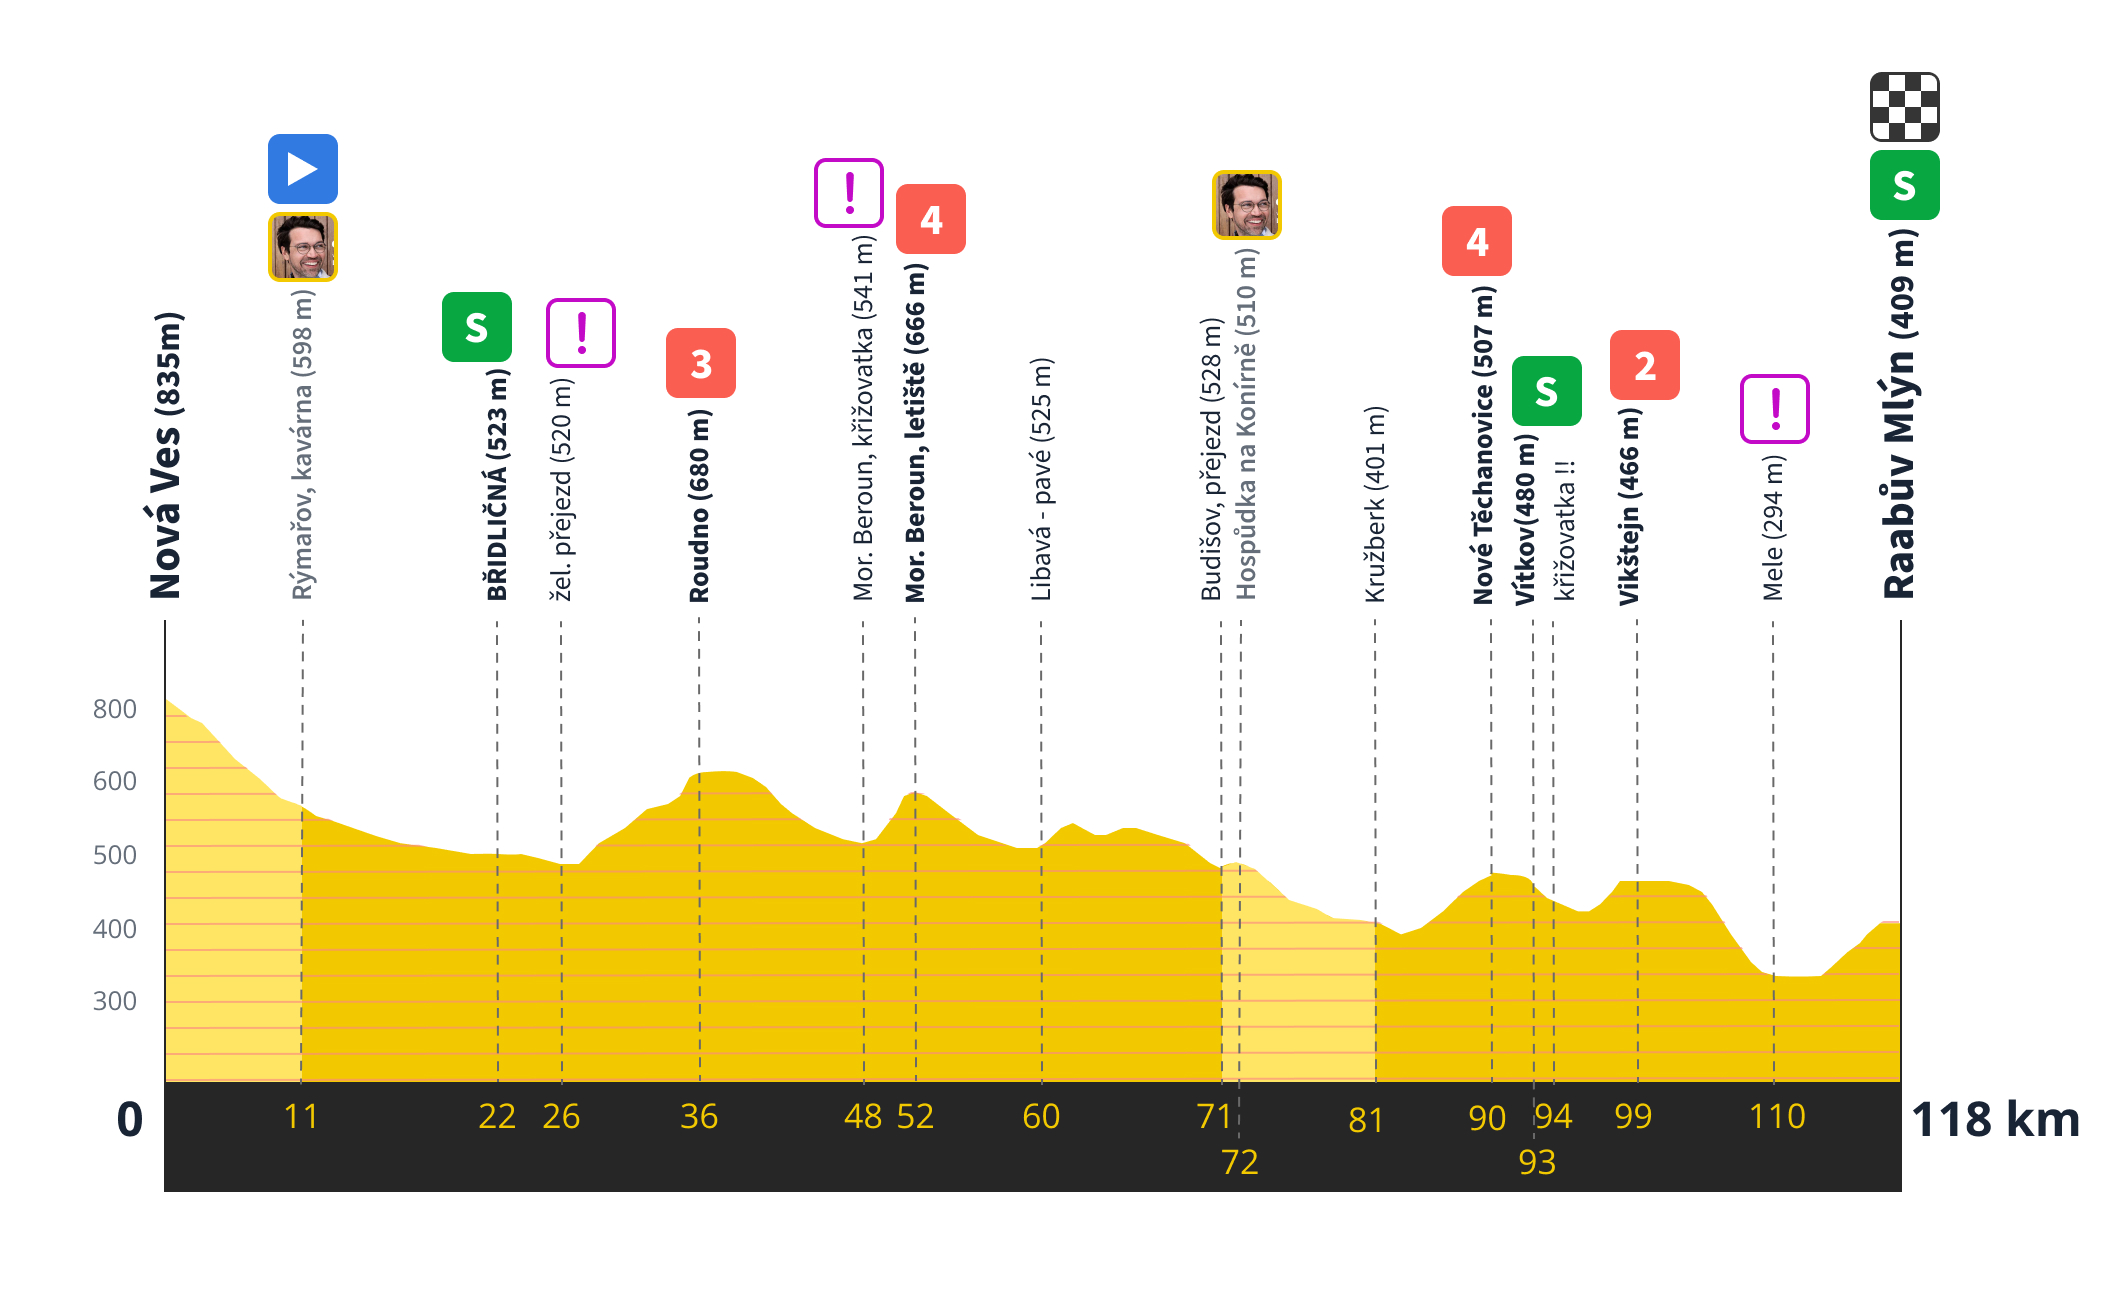 Nová Ves (835m)
Rýmařov, kavárna (598 m)
S
BŘIDLIČNÁ (523 m)
!
žel. přejezd (520 m)
3
Roudno (680 m)
!
Mor. Beroun, křižovatka (541 m)
4
Mor. Beroun, letiště (666 m)
Libavá - pavé (525 m)
Budišov, přejezd (528 m)
Hospůdka na Konírně (510 m)
Kružberk (401 m)
4
Nové Těchanovice (507 m)
S
Vítkov(480 m)
křižovatka !!
2
Vikštejn (466 m)
!
Mele (294 m)
S
Raabův Mlýn (409 m)
800
600
500
400
300
0
11
22
26
36
48
52
60
71
72
81
90
93
94
99
110
118 km